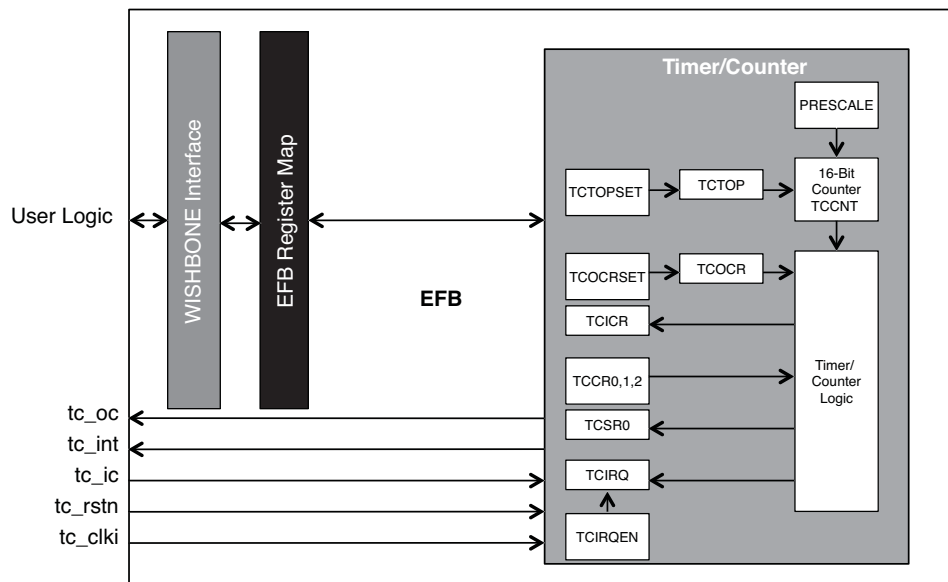 Timer/Counter
PRESCALE
16-Bit
Counter
TCCNT
TCTOPSET
TCTOP
User Logic
WISHBONE Interface
EFB Register Map
EFB
TCOCRSET
TCOCR
TCICR
TCCR0,1,2
Timer/
Counter
Logic
TCSR0
TCIRQ
TCIRQEN
tc_oc
tc_int
tc_ic
tc_rstn
tc_clki